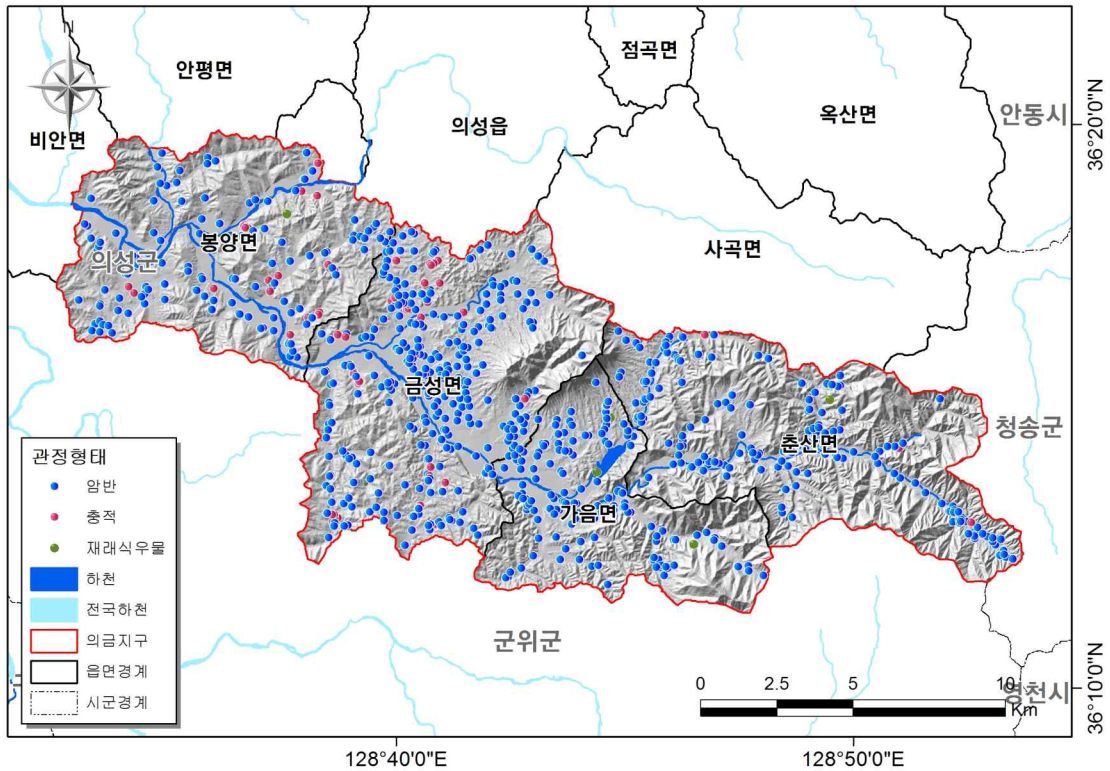 N
안평면
점곡면
비안면
의성읍
옥산면
안동시
36°20'0"N
봉양면
의성군
사곡면
금성면
청송군
춘산면
가음면
관정형태
암반
충적
재래식우물
하천
전국하천
의금지구
읍면경계
시군경계
군위군
영천시
0 2.5 5 10
Km
36°10'0"N
128°40'0"E
128°50'0"E